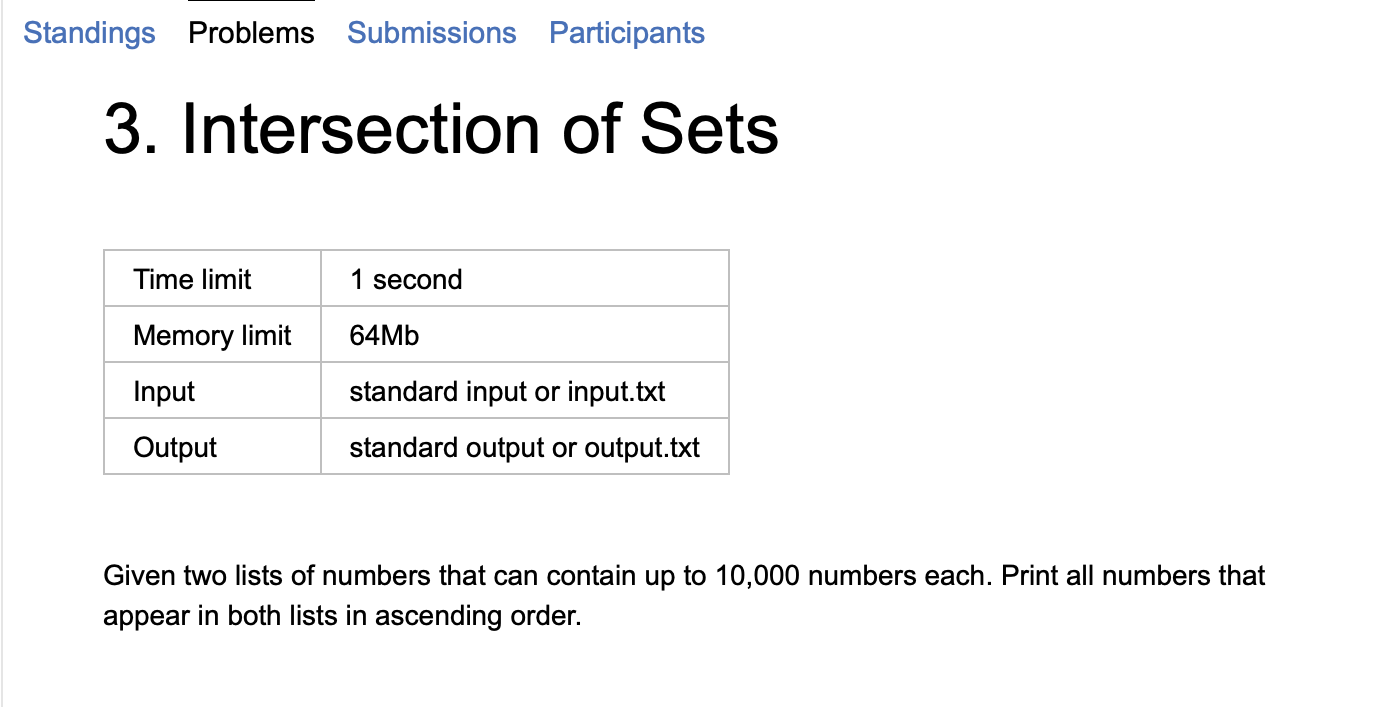 Standings Problems Submissions Participants
3. Intersection of Sets
Time limit 1 second
Memory limit 64Mb
Input standard input or input.txt
Output standard output or output.txt
Given two lists of numbers that can contain up to 10,000 numbers each. Print all numbers that
appear in both lists in ascending order.